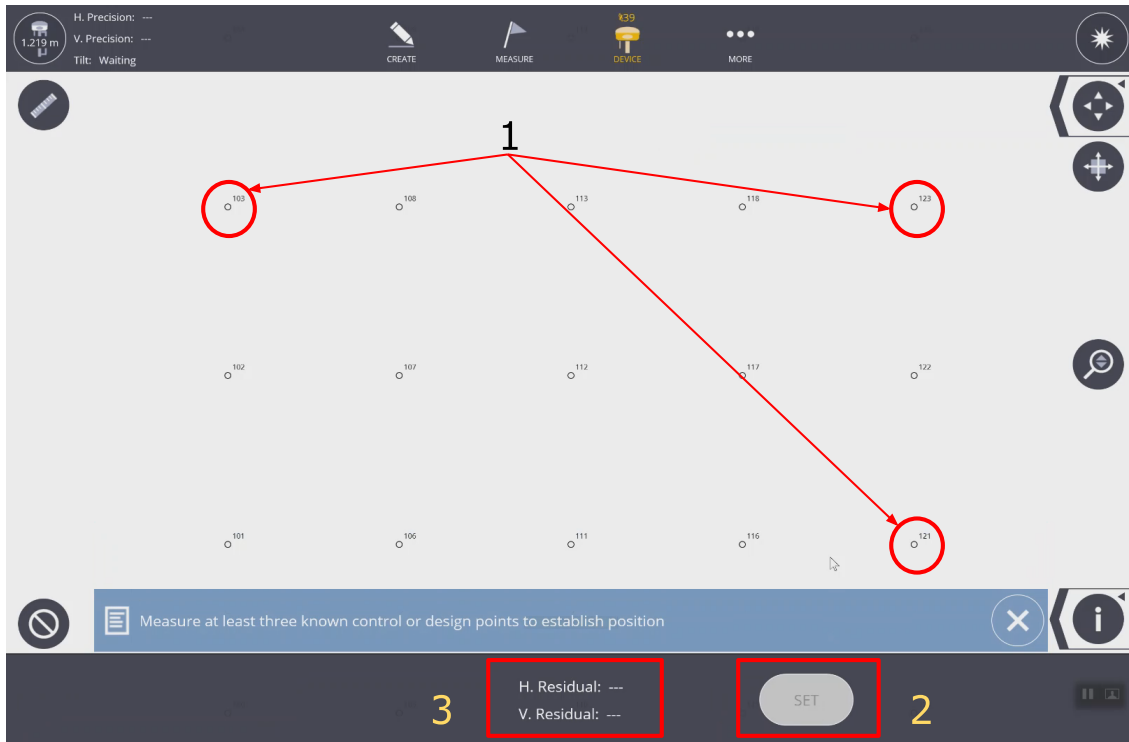 H. Precision: ---
1.219 m
V. Precision: ---
Tilt: Waiting
CREATE
MEASURE
DEVICE
MORE
1
103
108
113
118
123
102
107
112
117
122
101
106
111
116
121
Measure at least three known control or design points to establish position
i
H. Residual: ---
V. Residual: ---
3
SET
2